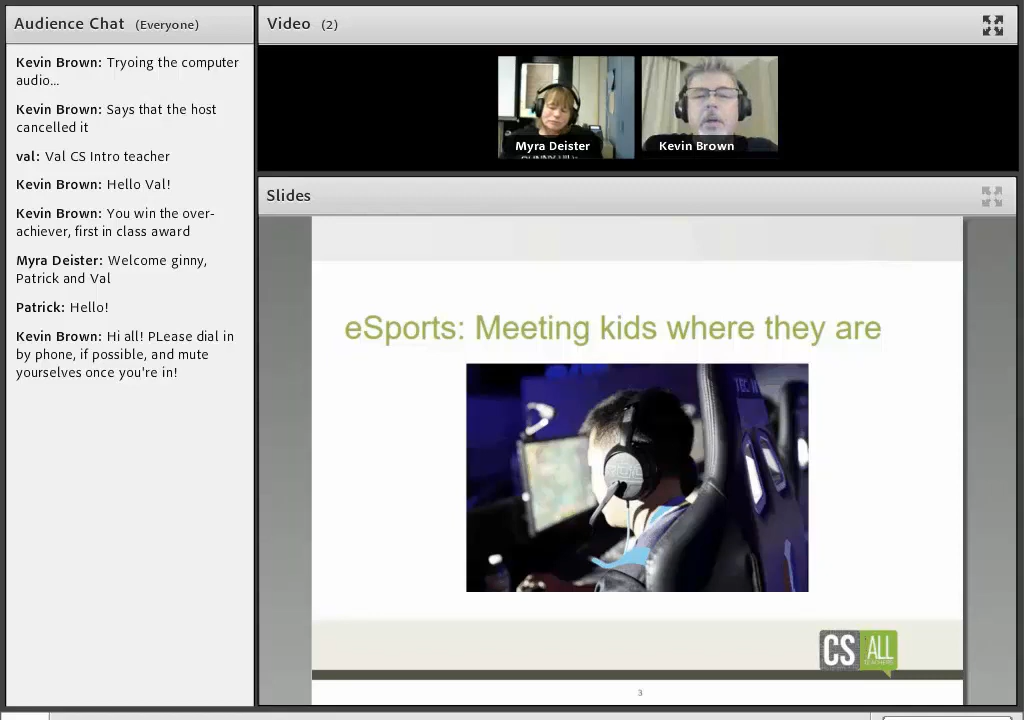 Audience Chat (Everyone)
Kevin Brown: Tryoing the computer
audio...
Kevin Brown: Says that the host
cancelled it
val: Val CS Intro teacher
Kevin Brown: Hello Val!
Kevin Brown: You win the over-
achiever, first in class award
Myra Deister: Welcome ginny,
Patrick and Val
Patrick: Hello!
Kevin Brown: Hi all! PLease dial in
by phone, if possible, and mute
yourselves once you're in!
Video (2)
Myra Deister
Kevin Brown
Slides
eSports: Meeting kids where they are
CS ALL
TEACHERS
3